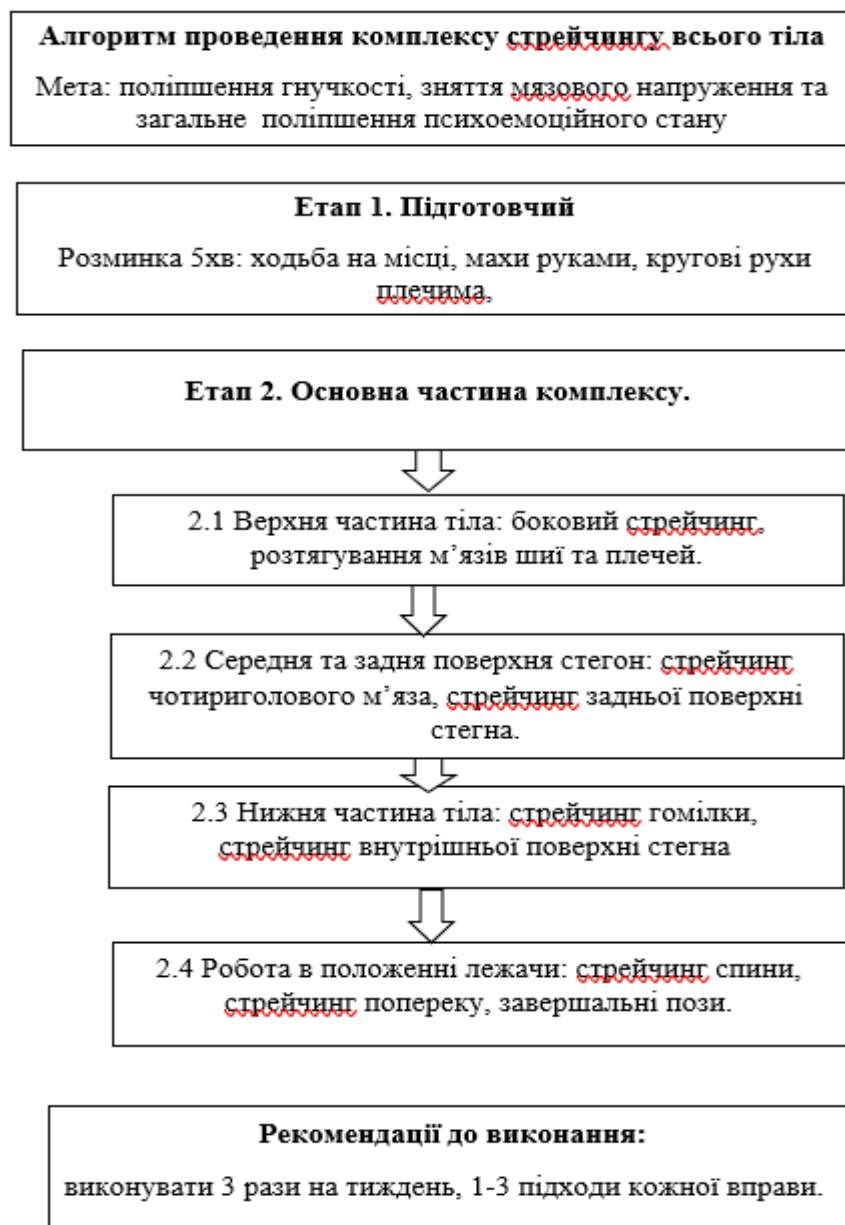 Алгоритм проведення комплексу стрейчингу всього тіла
Мета: поліпшення гнучкості, зняття мязового напруження та
загальне поліпшення психоемоційного стану
Етап 1. Підготовчий
Розминка 5хв: ходьба на місці, махи руками, кругові рухи
плечима,
Етап 2. Основна частина комплексу.
2.1 Верхня частина тіла: боковий стрейчинг,
розтягування м’язів шиї та плечей.
2.2 Середня та задня поверхня стегон: стрейчинг
чотириголового м’яза, стрейчинг задньої поверхні
стегна.
2.3 Нижня частина тіла: стрейчинг гомілки,
стрейчинг внутрішньої поверхні стегна
2.4 Робота в положенні лежачи: стрейчинг спини,
стрейчинг попереку, завершальні пози.
Рекомендації до виконання:
виконувати 3 рази на тиждень, 1-3 підходи кожної вправи.